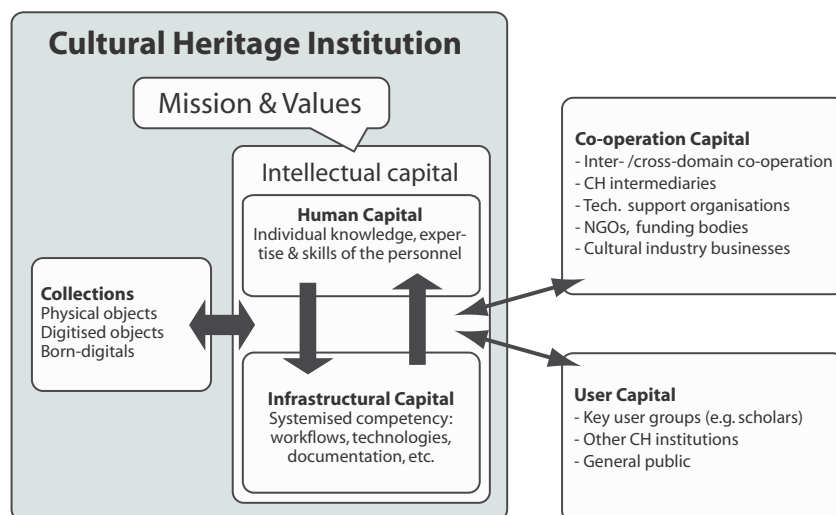 Cultural Heritage Institution
Mission & Values
Intellectual capital
Human Capital
Individual knowledge, exper-
tise & skills of the personnel
Collections
Physical objects
Digitised objects
Born-digitals
Infrastructural Capital
Systemised competency:
workflows, technologies,
documentation, etc.
Co-operation Capital
- Inter- /cross-domain co-operation
- CH intermediaries
- Tech. support organisations
- NGOs, funding bodies
- Cultural industry businesses
User Capital
- Key user groups (e.g. scholars)
- Other CH institutions
- General public